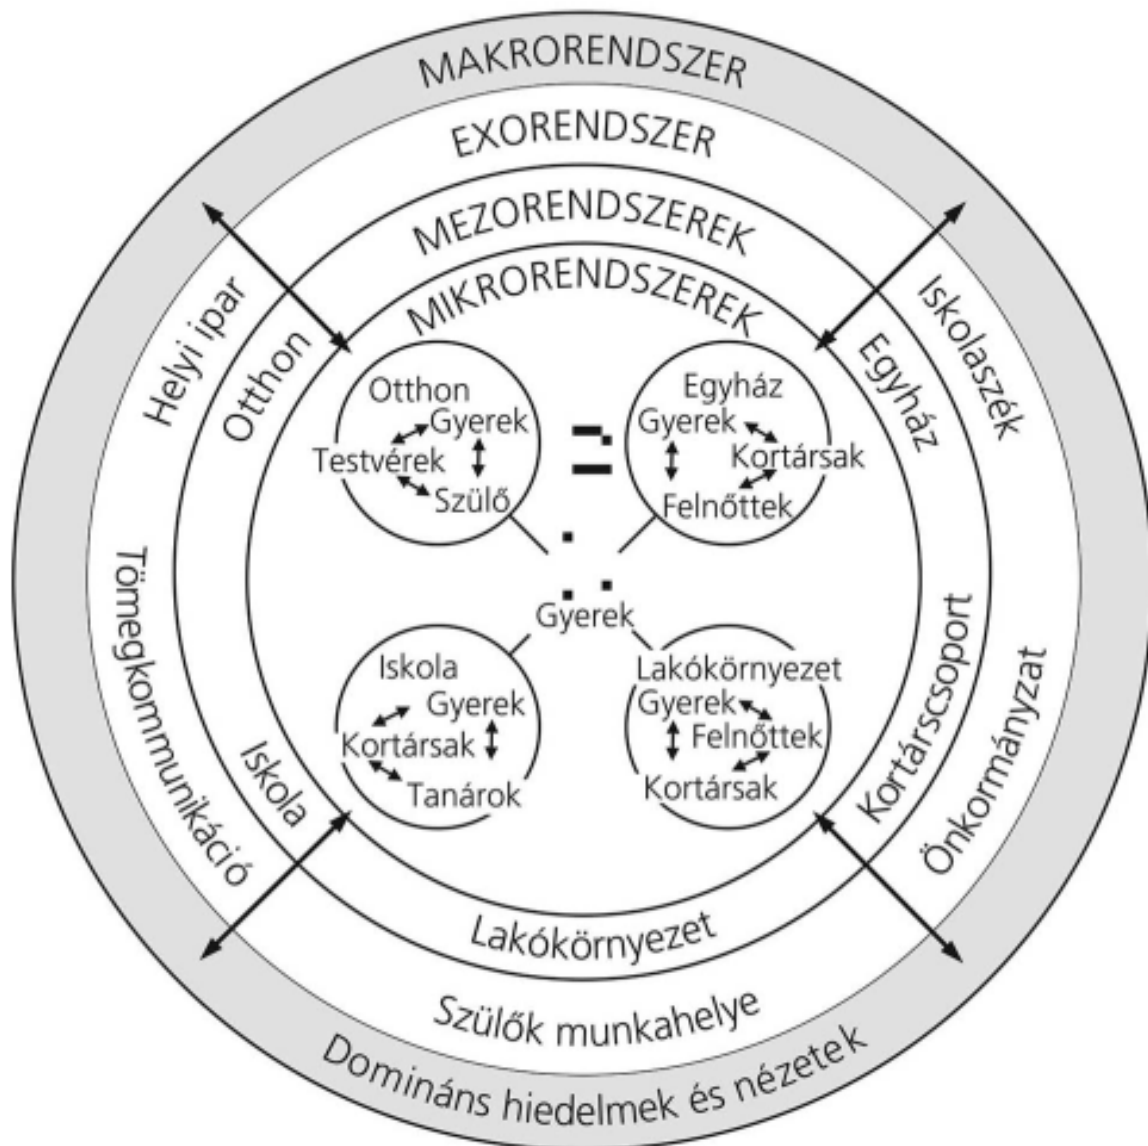 MAKRORENDSZER
EXORENDSZER
MEZORENDSZEREK
MIKRORENDSZEREK
Helyi ipar
Otthon
Egyház
Iskolaszék
Otthon
Gyerek
Testvérek
Szülő
Egyház
Gyerek
Kortársak
Felnőttek
Gyerek
Iskola
Gyerek
Kortársak
Tanárok
Lakókörnyezet
Gyerek
Felnőttek
Kortársak
Tömegkommunikáció
Iskola
Kortárscsoport
Önkormányzat
Lakókörnyezet
Szülők munkahelye
Domináns hiedelmek és nézetek